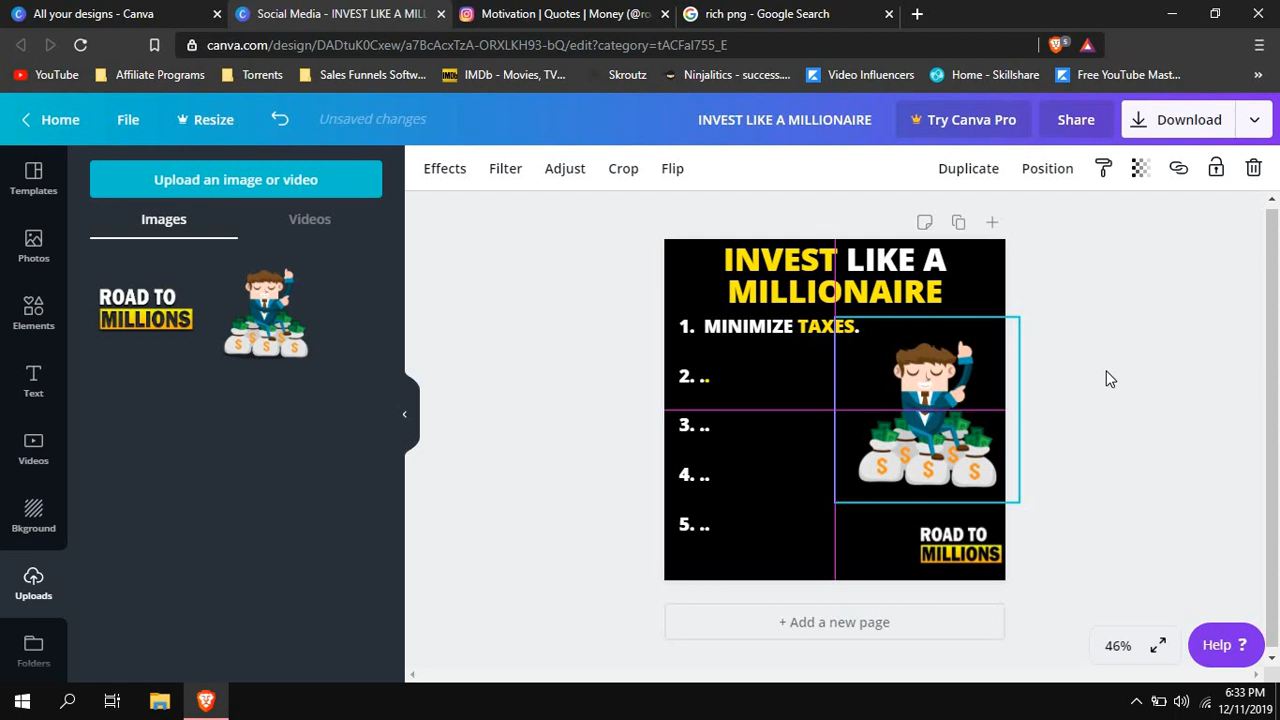 All your designs - Canva
Social Media - INVEST LIKE A MILL
Motivation | Quotes | Money (@ro
rich png - Google Search
canva.com/design/DADtuK0Cxew/a7BcAcxTzA-ORXLKH93-bQ/edit?category=tACFal755_E
5
YouTube
Affiliate Programs
Torrents
Sales Funnels Softw...
IMDb
IMDb - Movies, TV...
Skroutz
Ninjalitics - success....
Video Influencers
Home - Skillshare
Free YouTube Mast...
»
Home
File
Resize
Unsaved changes
INVEST LIKE A MILLIONAIRE
Try Canva Pro
Share
Download
Templates
Photos
Elements
Text
Videos
Bkground
Uploads
Folders
Upload an image or video
Images
Videos
ROAD TO
MILLIONS
$ $ $
Effects
Filter
Adjust
Crop
Flip
Duplicate
Position
INVEST LIKE A
MILLIONAIRE
1. MINIMIZE TAXES.
2. ..
3. ..
4. ..
5. ..
$ $ $ $ $
ROAD TO
MILLIONS
+ Add a new page
46%
Help ?
6:33 PM
12/11/2019